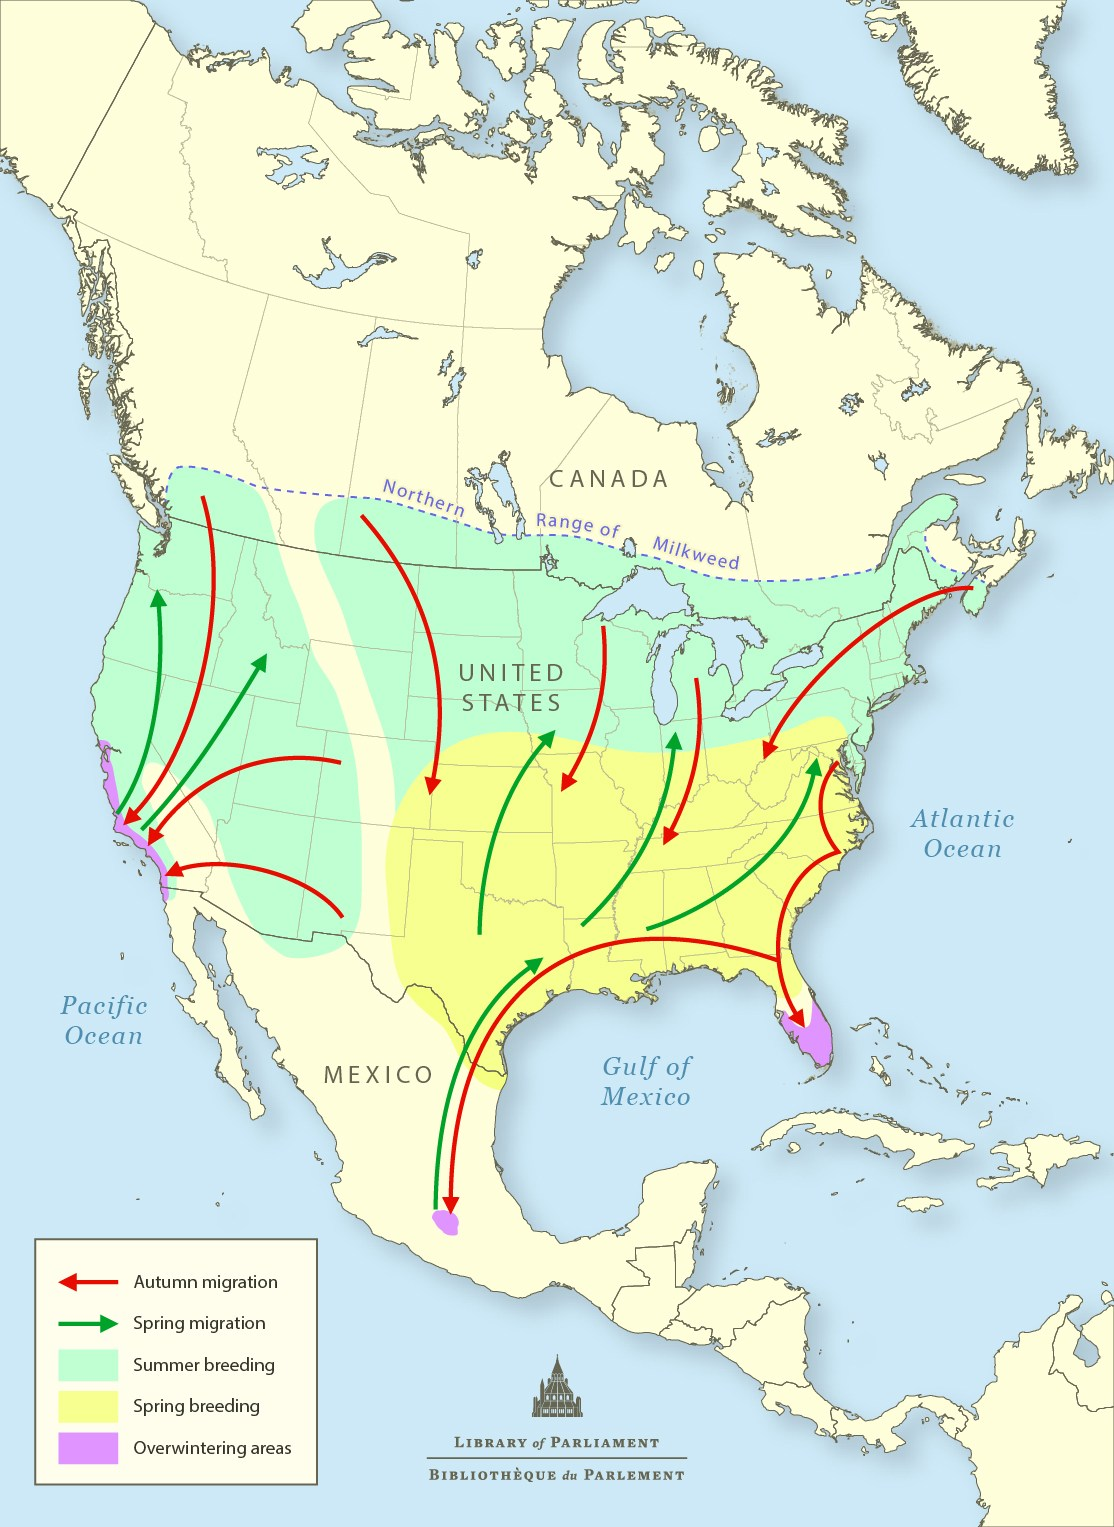 CANADA
Northern
Range of
Milkweed
UNITED
STATES
Atlantic
Ocean
Pacific
Ocean
MEXICO
Gulf of
Mexico
Autumn migration
Spring migration
Summer breeding
Spring breeding
Overwintering areas
LIBRARY of PARLIAMENT
BIBLIOTHÈQUE du PARLEMENT